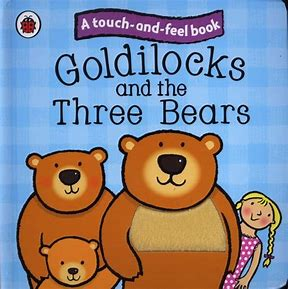 A touch-and-feel book
Goldilocks
and the
Three Bears